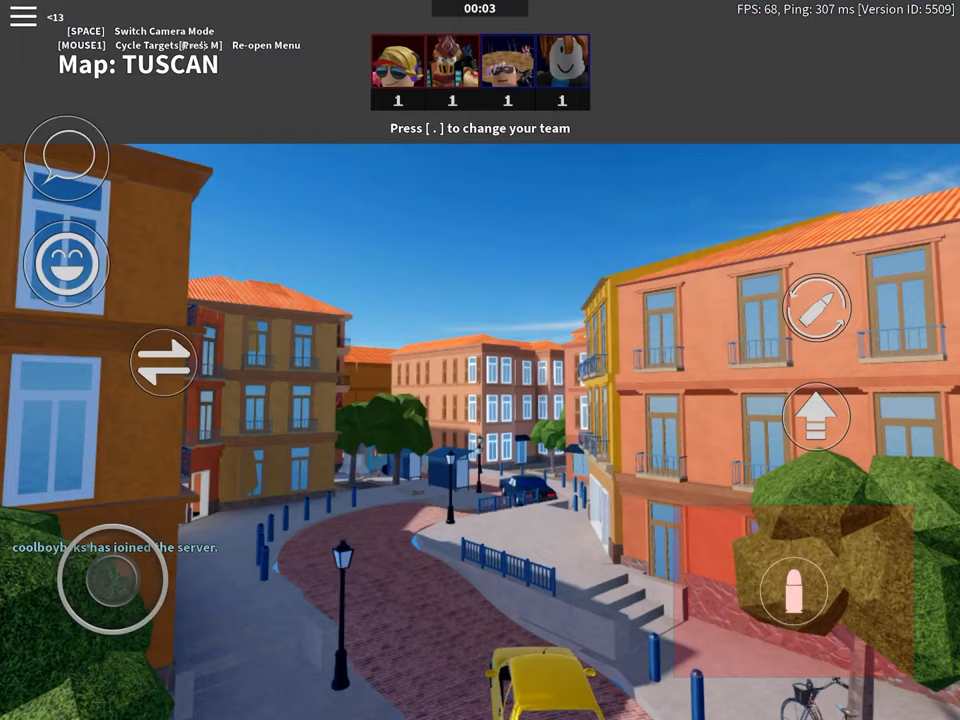 00:03
FPS: 68, Ping: 307 ms [Version ID: 5509]
<13
[SPACE] Switch Camera Mode
[MOUSE1] Cycle Targets
Re-open Menu
Map: TUSCAN
1 1 1 1
Press [ . ] to change your team
has joined the server.